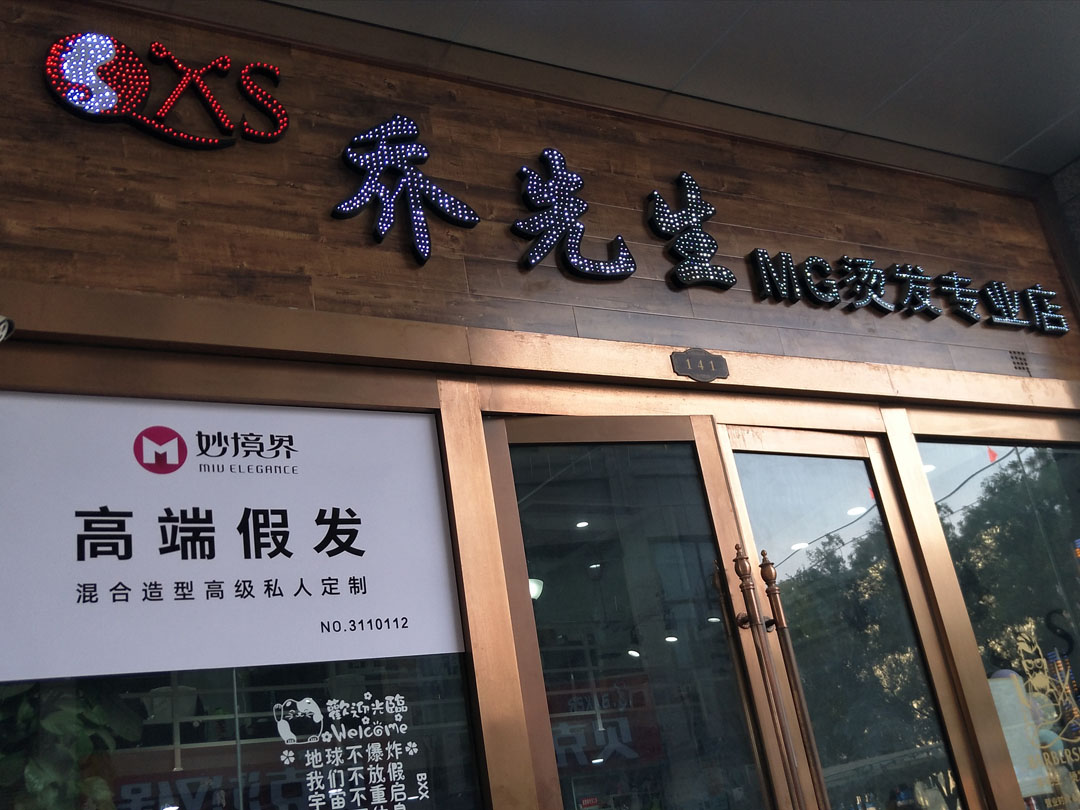 QXS
乔先生
MG烫发专业店
141
妙境界
MIU ELEGANCE
高端假发
混合造型高级私人定制
NO.3110112
歡迎光臨
Welcome
地球不爆炸
我们不放假
宇宙不重启
BXX
S